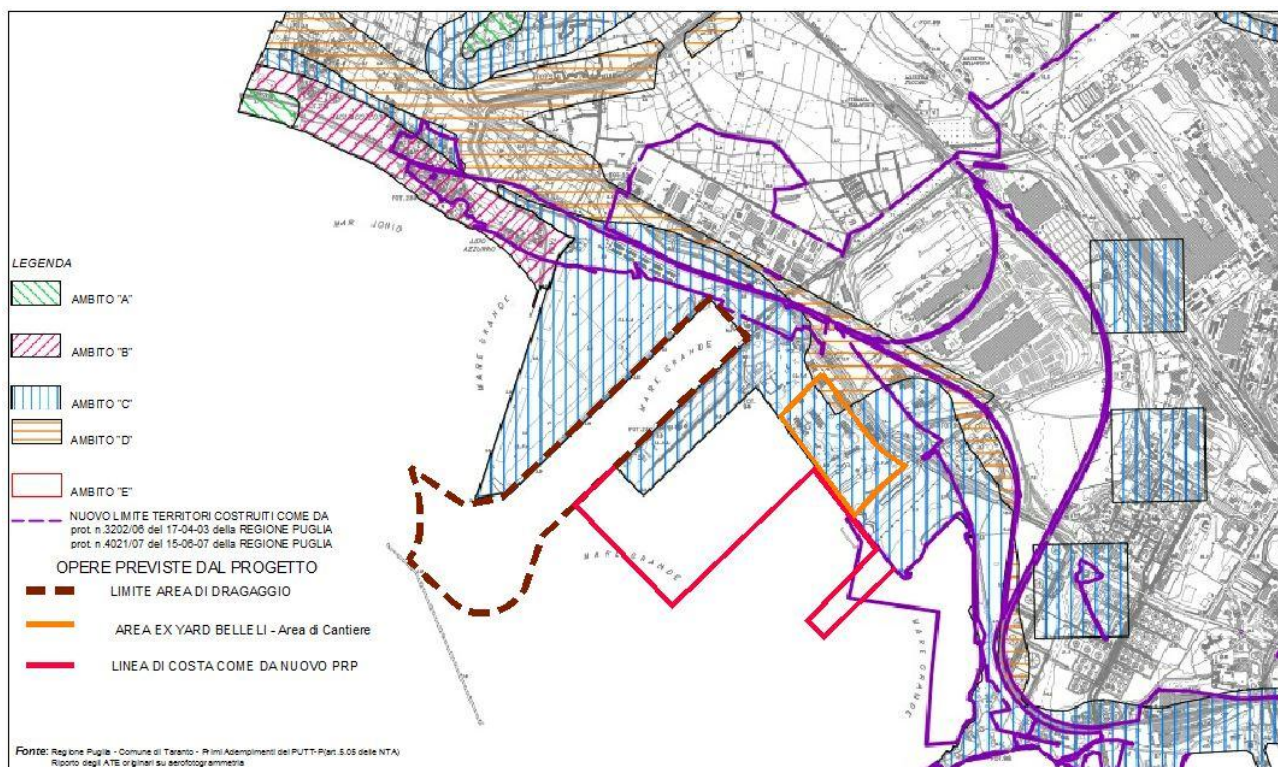 MAR JONIO
LIDO
AZZURRO
MARE GRANDE
MARE GRANDE
MARE GRANDE
MARE GRANDE
LEGENDA
AMBITO "A"
AMBITO "B"
AMBITO "C"
AMBITO "D"
AMBITO "E"
NUOVO LIMITE TERRITORI COSTRUITI COME DA
prot. n.3202/06 del 17-04-03 della REGIONE PUGLIA
prot. n.4021/07 del 15-06-07 della REGIONE PUGLIA
OPERE PREVISTE DAL PROGETTO
LIMITE AREA DI DRAGAGGIO
AREA EX YARD BELLELI - Area di Cantiere
LINEA DI COSTA COME DA NUOVO PRP
Fonte: Regione Puglia - Comune di Taranto - Primi Adempimenti del PUTT-P(art.5.05 delle NTA)
Riporto degli ATE originari su aerofotogrammetria